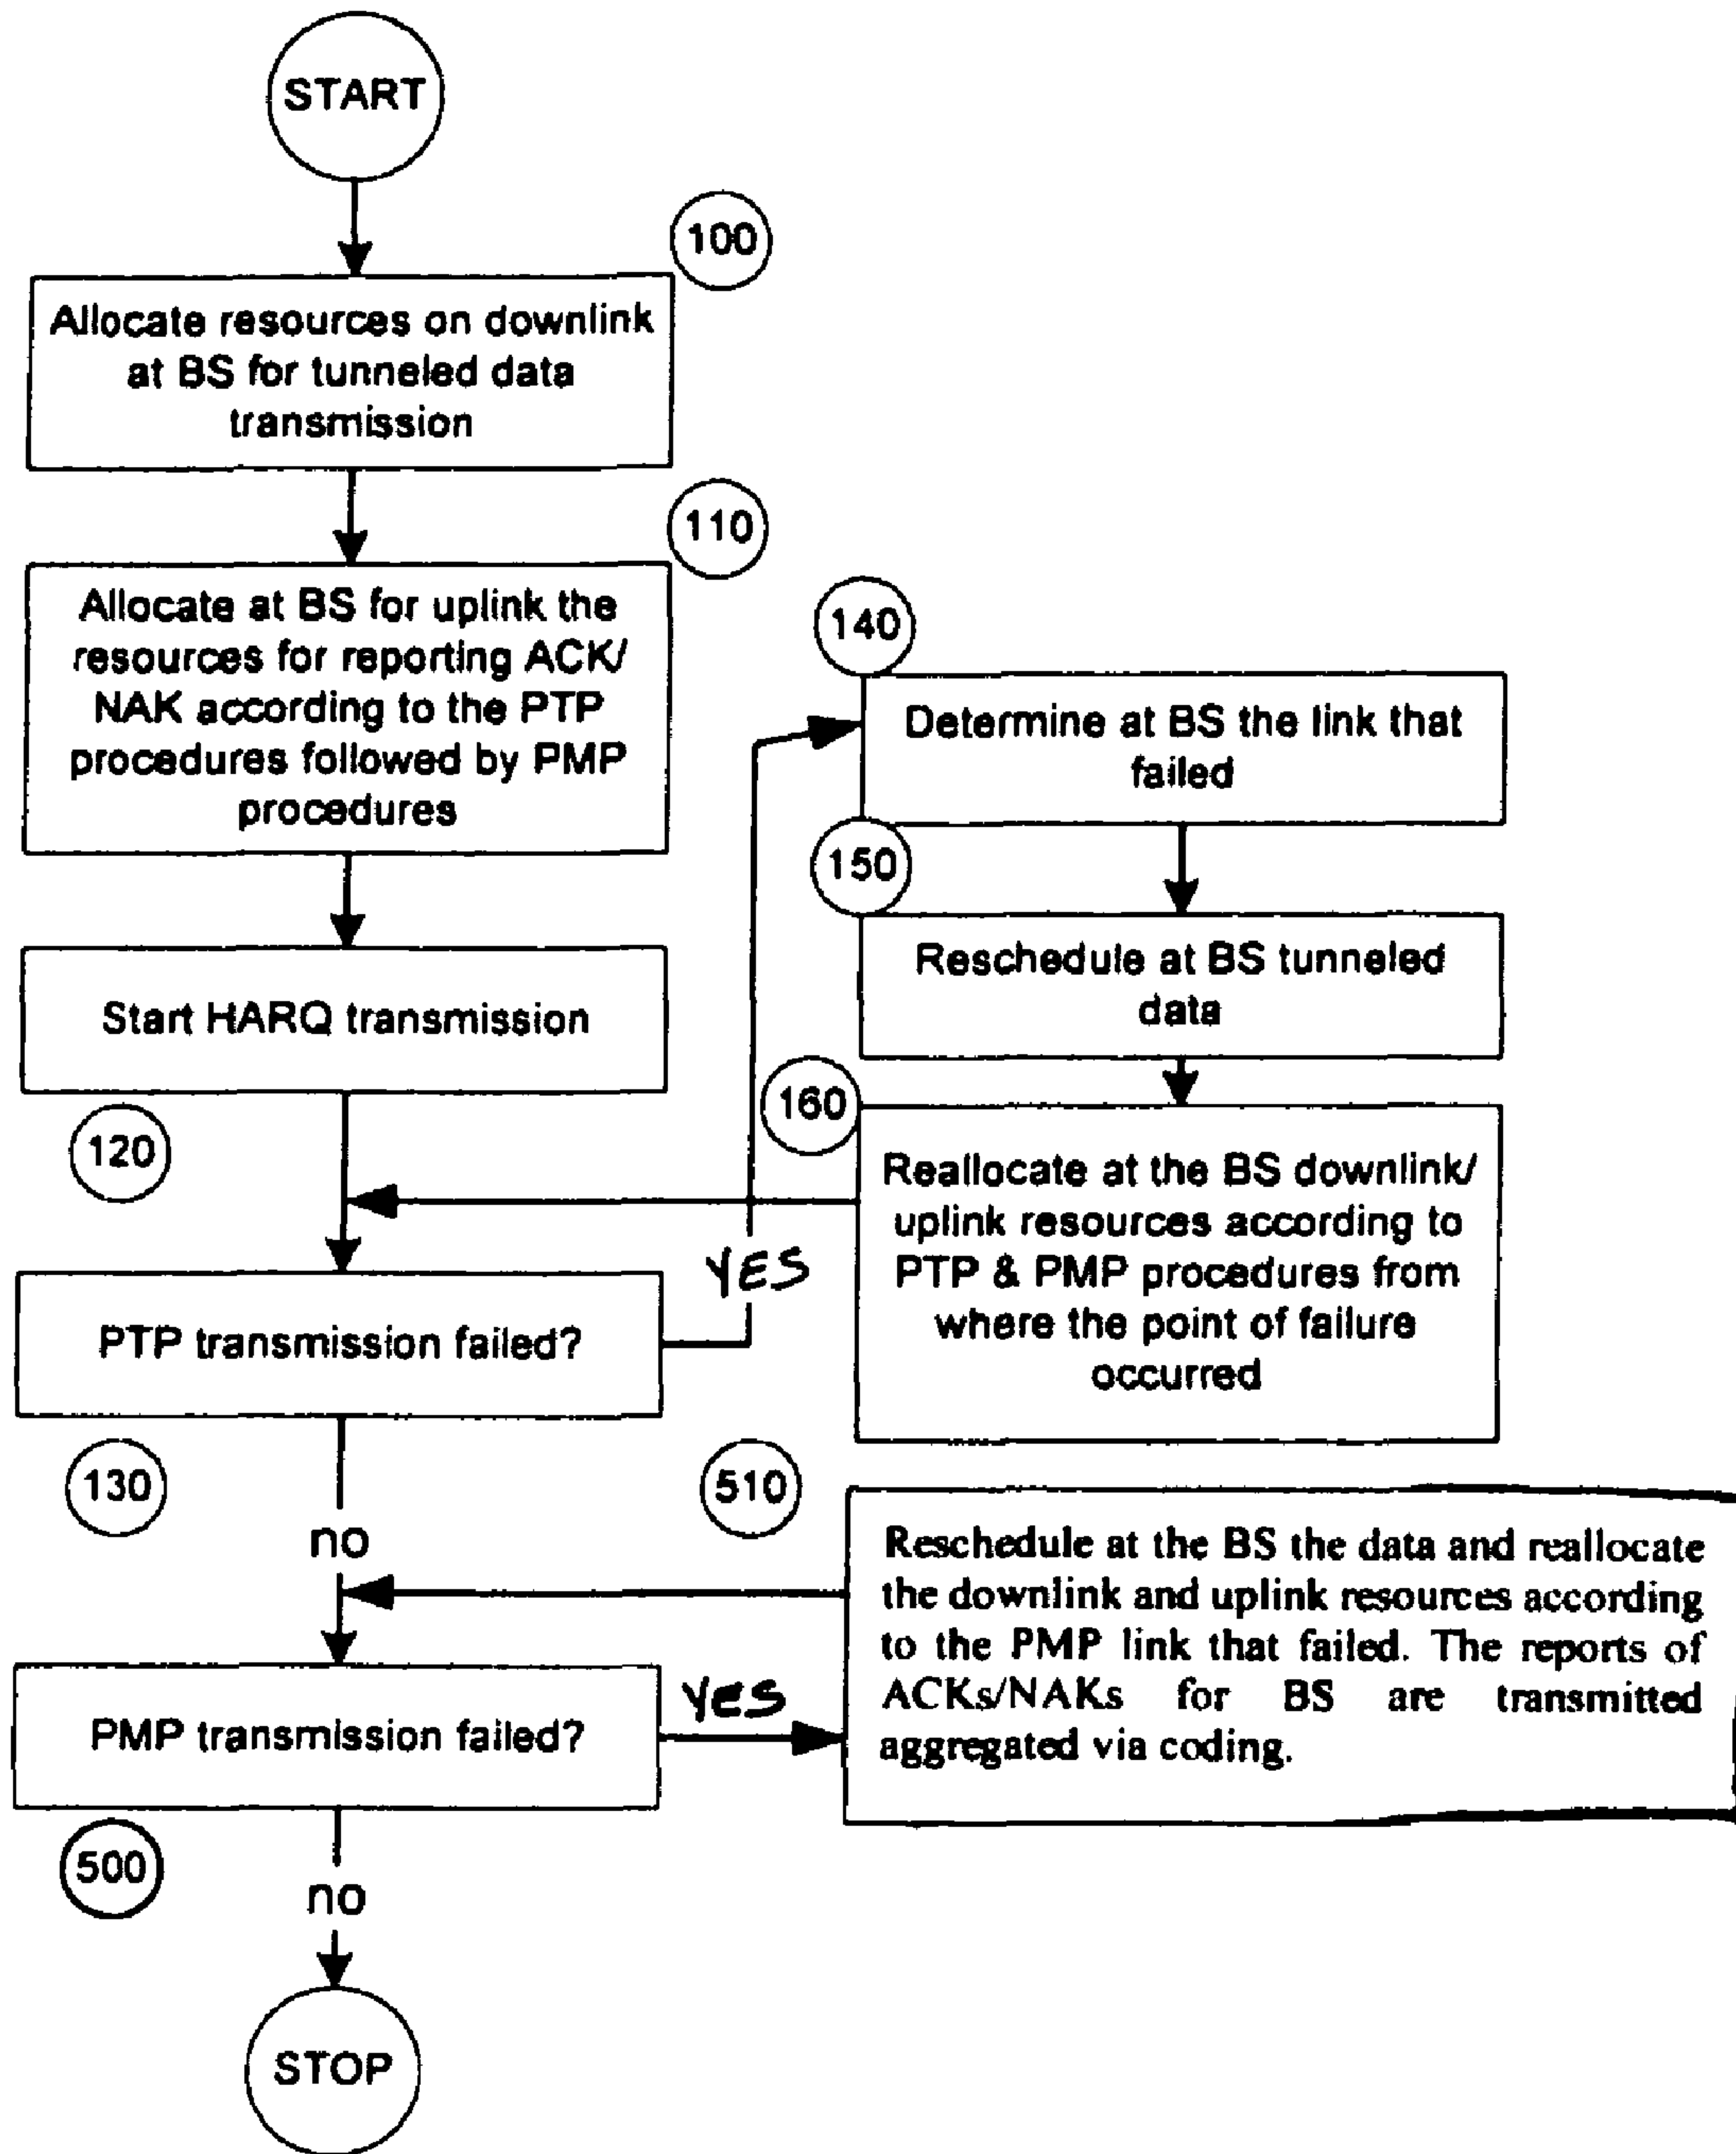 START
100
Allocate resources on downlink
at BS for tunneled data
transmission
110
Allocate at BS for uplink the
resources for reporting ACK/
NAK according to the PTP
procedures followed by PMP
procedures
Start HARQ transmission
120
PTP transmission failed?
YES
130
no
140
Determine at BS the link that
failed
150
Reschedule at BS tunneled
data
160
Reallocate at the BS downlink/
uplink resources according to
PTP & PMP procedures from
where the point of failure
occurred
510
Reschedule at the BS the data and reallocate
the downlink and uplink resources according
to the PMP link that failed. The reports of
ACKs/NAKs for BS are transmitted
aggregated via coding.
PMP transmission failed?
YES
500
no
STOP